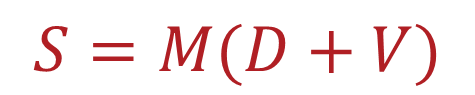 S = M(D + V)